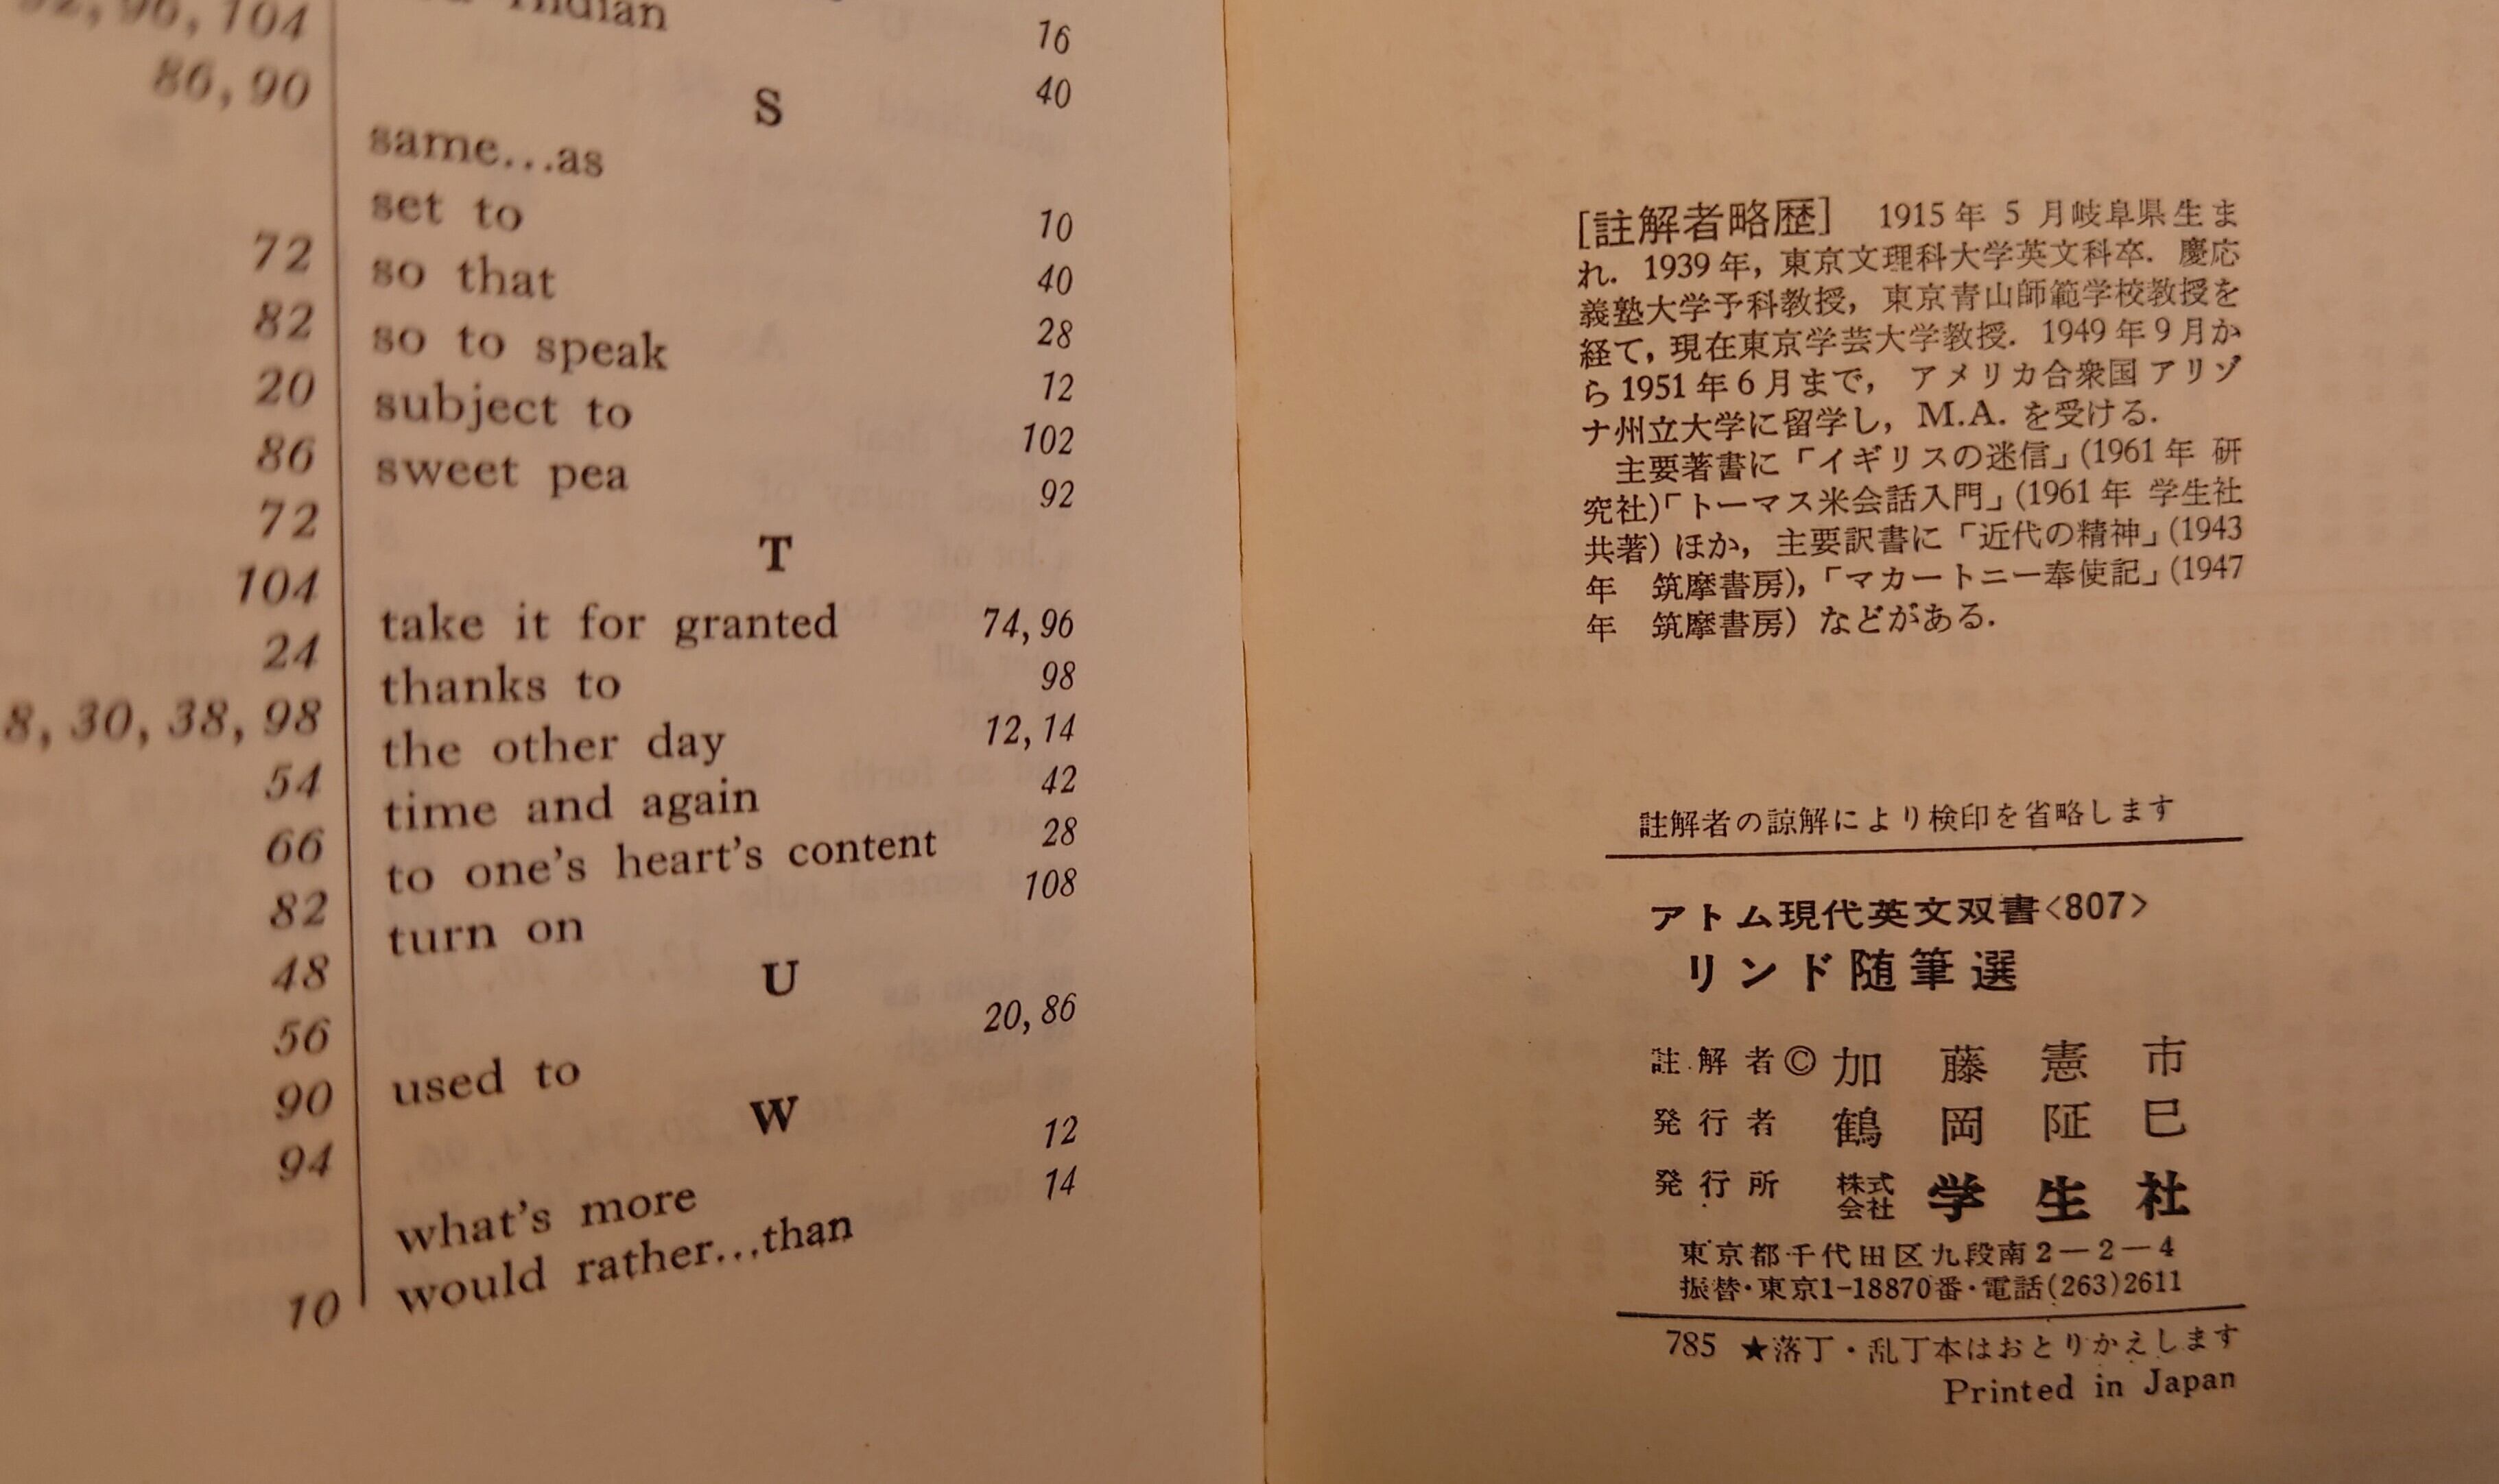 96, 104
86, 90
72
82
20
86
72
104
24
8, 30, 38, 98
54
66
82
48
56
90
94
10
16
Indian 40
S
same...as 10
set to 40
so that 28
so to speak 12
subject to 102
sweet pea 92
T
take it for granted 74, 96
thanks to 98
the other day 12, 14
time and again 42
to one's heart's content 28
turn on 108
U
used to 20, 86
W
what's more 12
would rather...than 14
[註解者略歴] 1915年 5 月岐阜県生ま
れ. 1939年, 東京文理科大学英文科卒. 慶応
義塾大学予科教授, 東京青山師範学校教授を
経て, 現在東京学芸大学教授. 1949年9月か
ら1951年6月まで, アメリカ合衆国アリゾ
ナ州立大学に留学し, M.A. を受ける.
主要著書に「イギリスの迷信」(1961年 研
究社)「トーマス米会話入門」(1961年 学生社
共著) ほか, 主要訳書に「近代の精神」(1943
年 筑摩書房),「マカートニー奉使記」(1947
年 筑摩書房) などがある.
註解者の諒解により検印を省略します
アトム現代英文双書<807>
リンド随筆選
註解者© 加藤憲市
発行者 鶴岡阷巳
発行所 株式会社 学生社
東京都千代田区九段南2—2—4
振替・東京1-18870番・電話(263)2611
785 ★落丁・乱丁本はおとりかえします
Printed in Japan